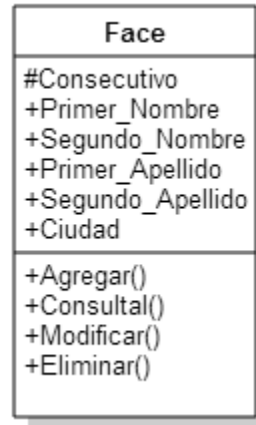 Face
#Consecutivo
+Primer_Nombre
+Segundo_Nombre
+Primer_Apellido
+Segundo_Apellido
+Ciudad
+Agregar()
+Consultal()
+Modificar()
+Eliminar()